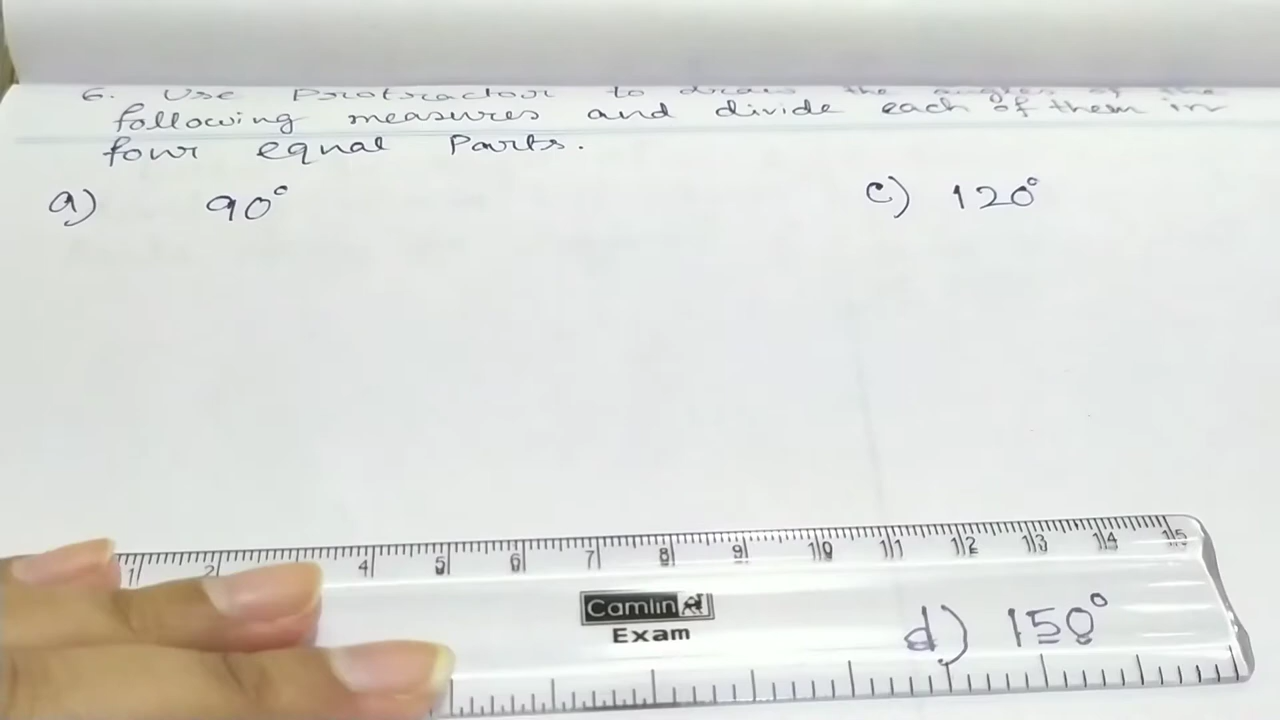 6. Use Protractor to draw the angles of the
following measures and divide each of them in
four equal Parts.
a) 90°
c) 120°
1 2 4 5 6 7 8 9 10 11 12 13 14 15
Camlin
Exam
d) 150°